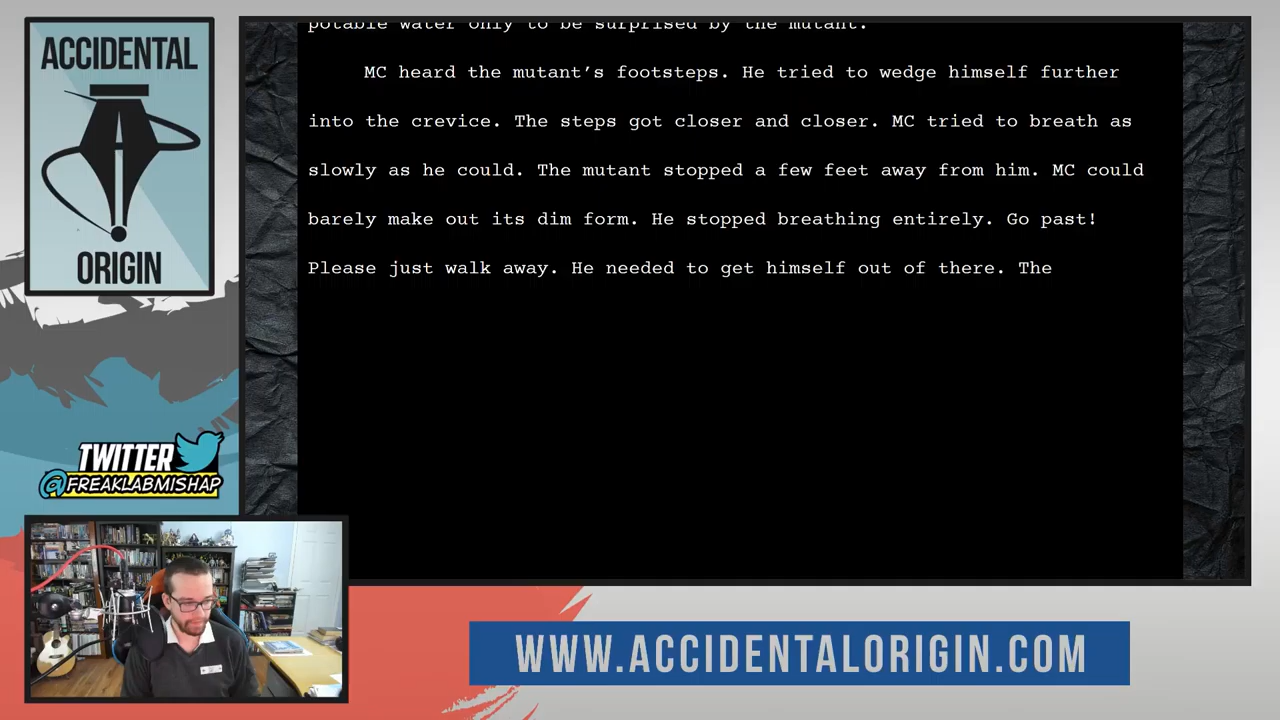 ACCIDENTAL
ORIGIN
potable water only to be surprised by the mutant.
MC heard the mutant’s footsteps. He tried to wedge himself further
into the crevice. The steps got closer and closer. MC tried to breath as
slowly as he could. The mutant stopped a few feet away from him. MC could
barely make out its dim form. He stopped breathing entirely. Go past!
Please just walk away. He needed to get himself out of there. The
TWITTER
@FREAKLABMISHAP
WWW.ACCIDENTALORIGIN.COM